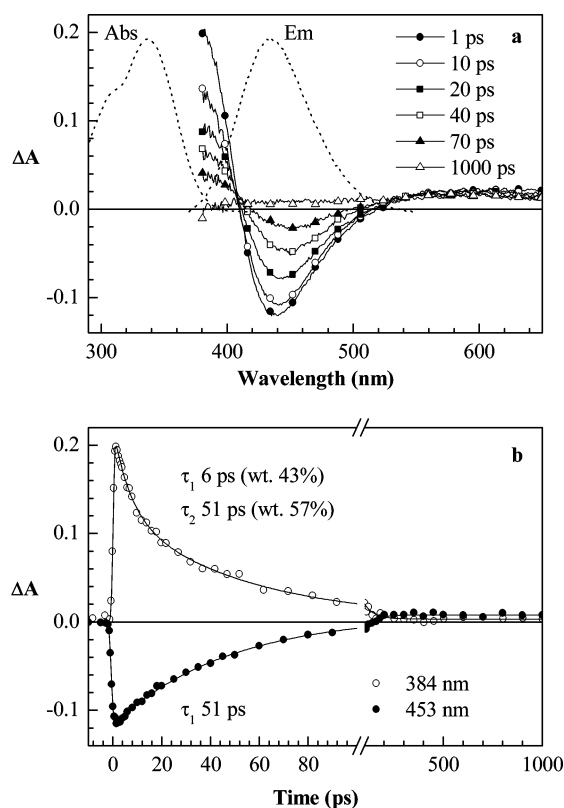 0.2
0.1
0.0
-0.1
ΔA
Abs
Em
a
1 ps
10 ps
20 ps
40 ps
70 ps
1000 ps
300
400
500
600
Wavelength (nm)
0.2
0.1
0.0
-0.1
ΔA
b
τ1 6 ps (wt. 43%)
τ2 51 ps (wt. 57%)
τ1 51 ps
384 nm
453 nm
0
20
40
60
80
500
1000
Time (ps)